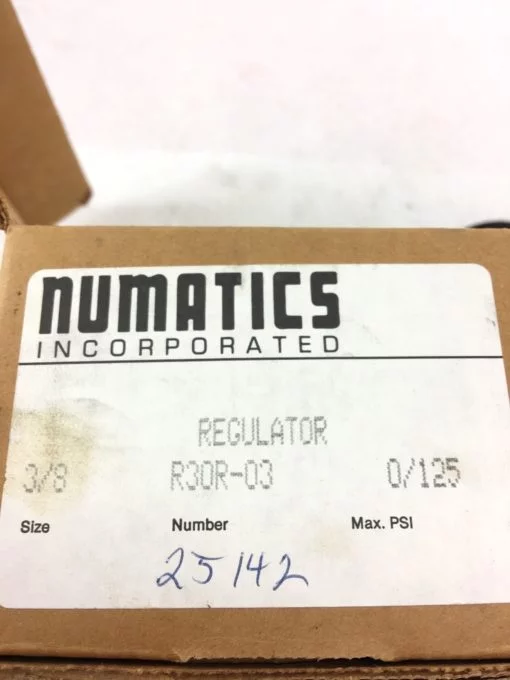 NUMATICS
INCORPORATED
REGULATOR
3/8 R30R-03 0/125
Size Number Max. PSI
25142